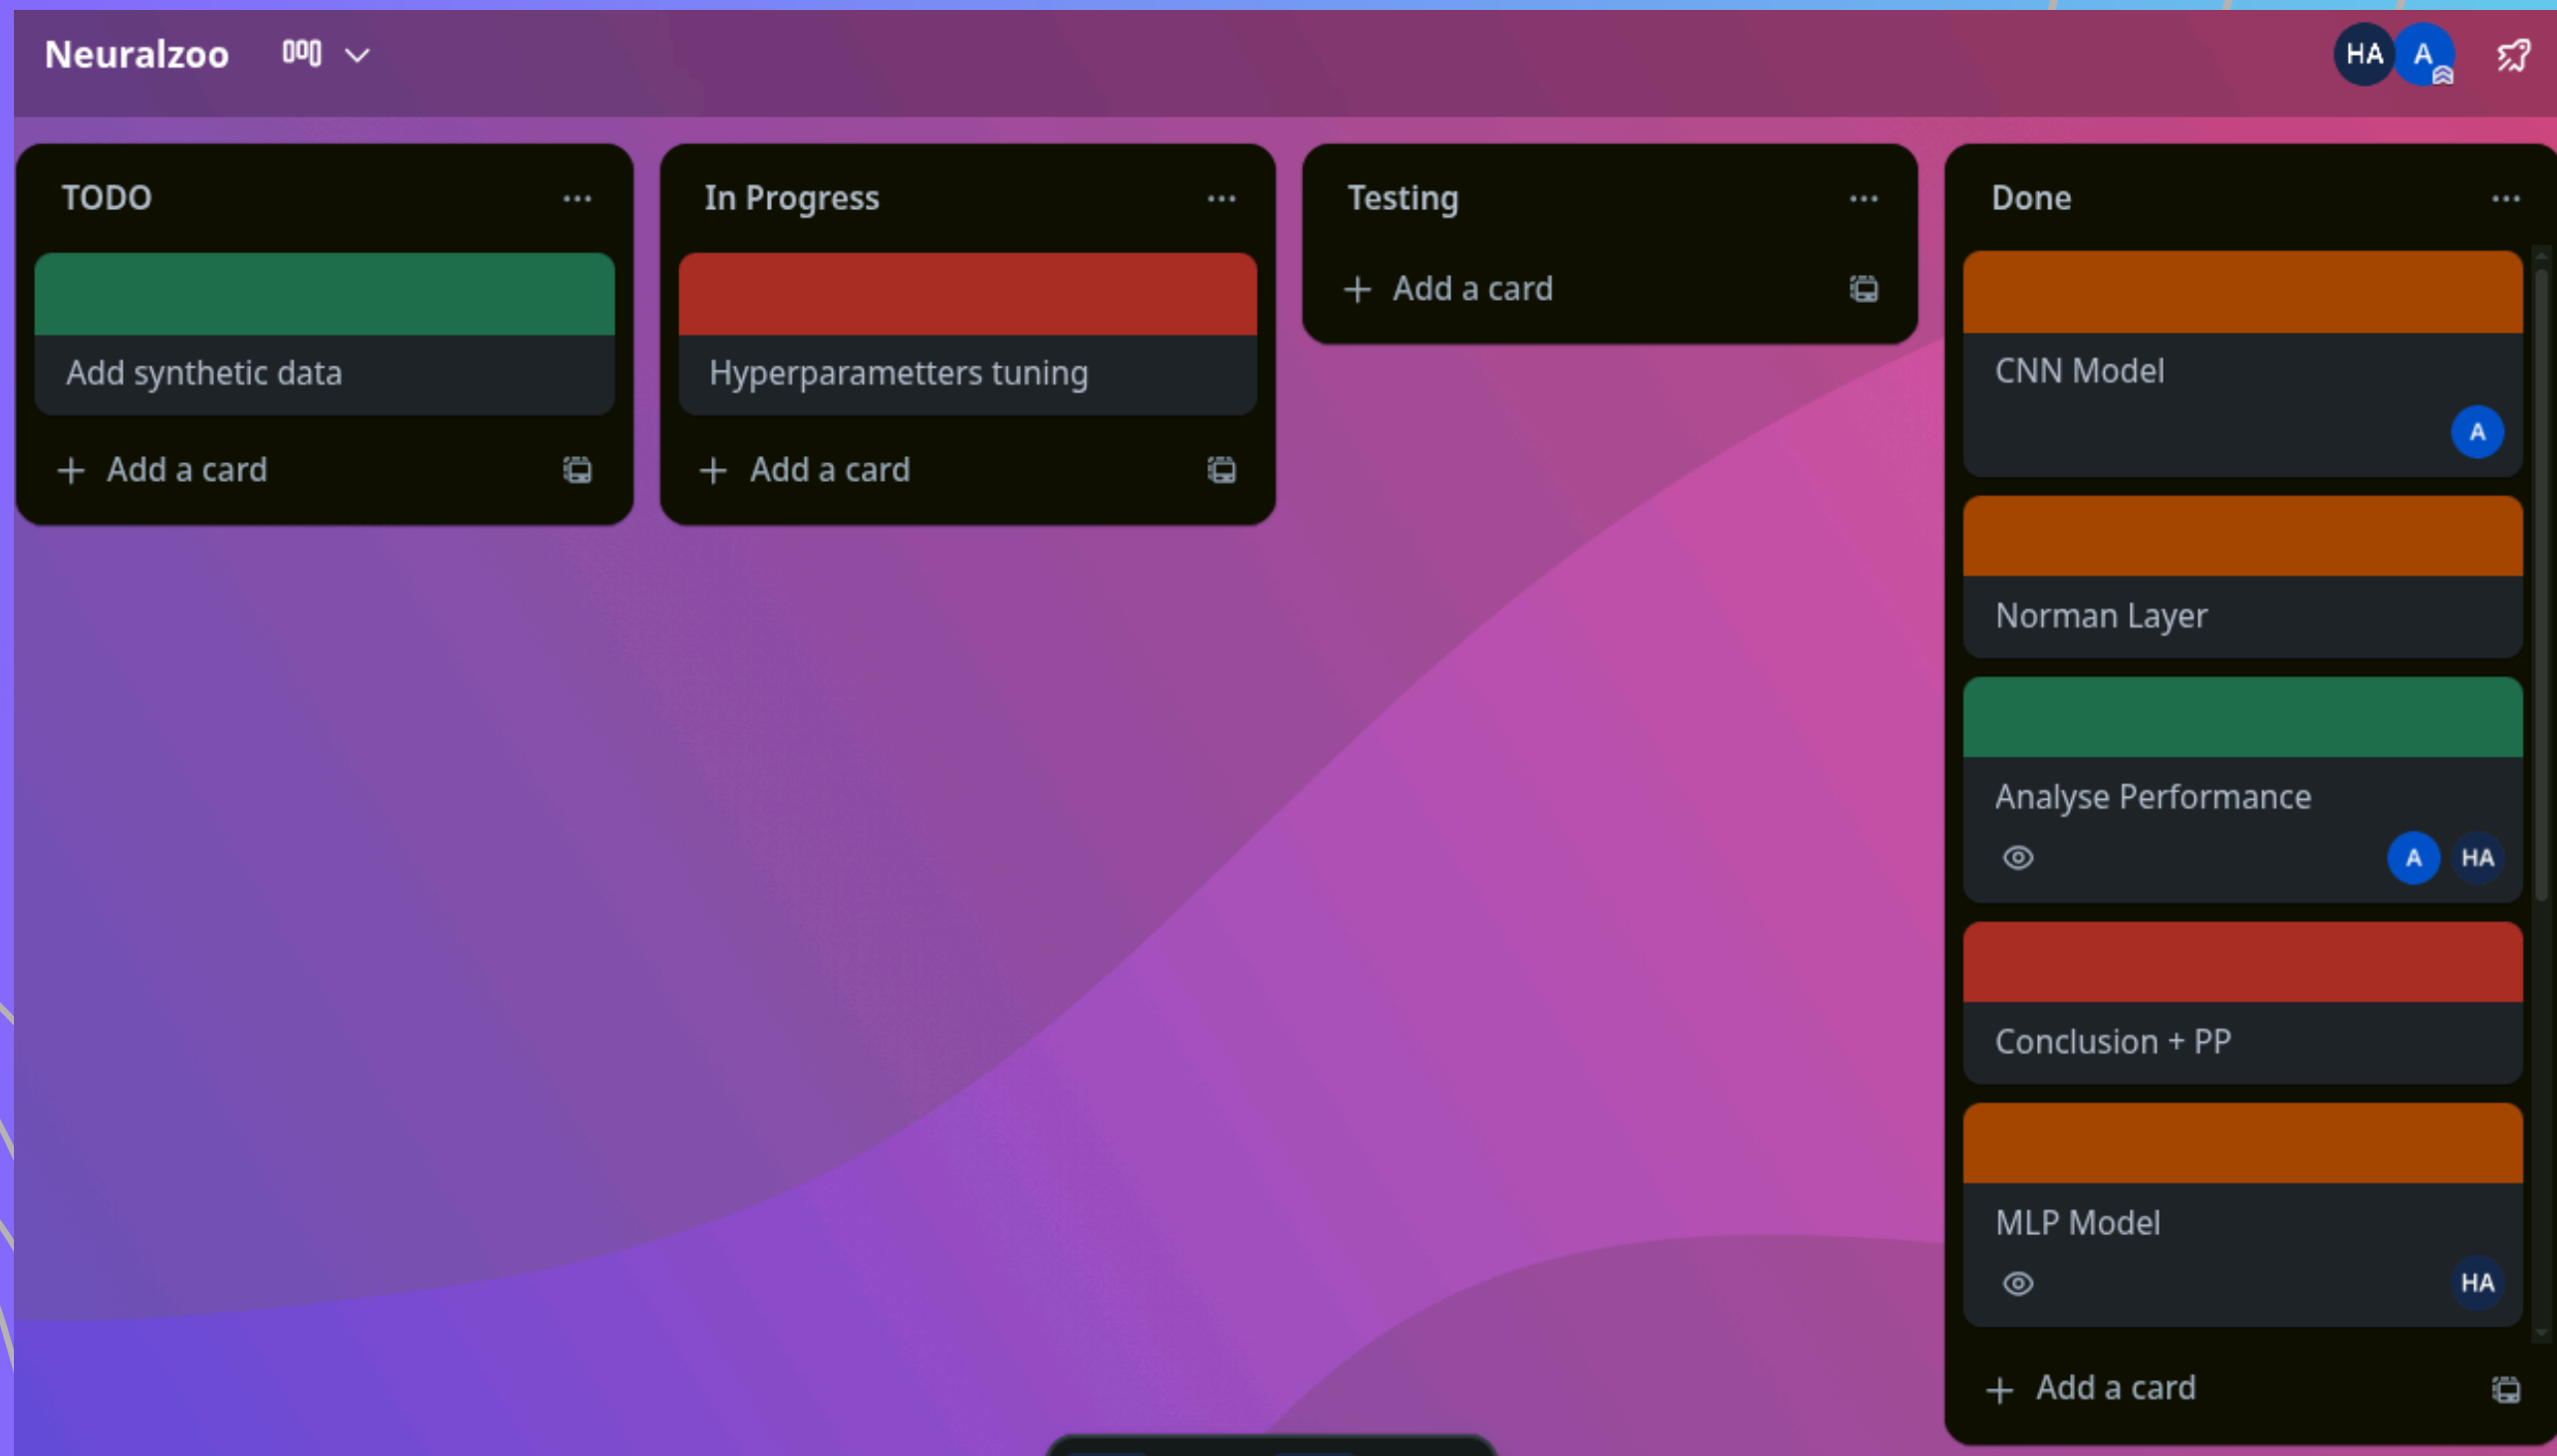 Neuralzoo
HA A
TODO
Add synthetic data
Add a card
In Progress
Hyperparametters tuning
Add a card
Testing
Add a card
Done
CNN Model
A
Norman Layer
Analyse Performance
A HA
Conclusion + PP
MLP Model
HA
Add a card